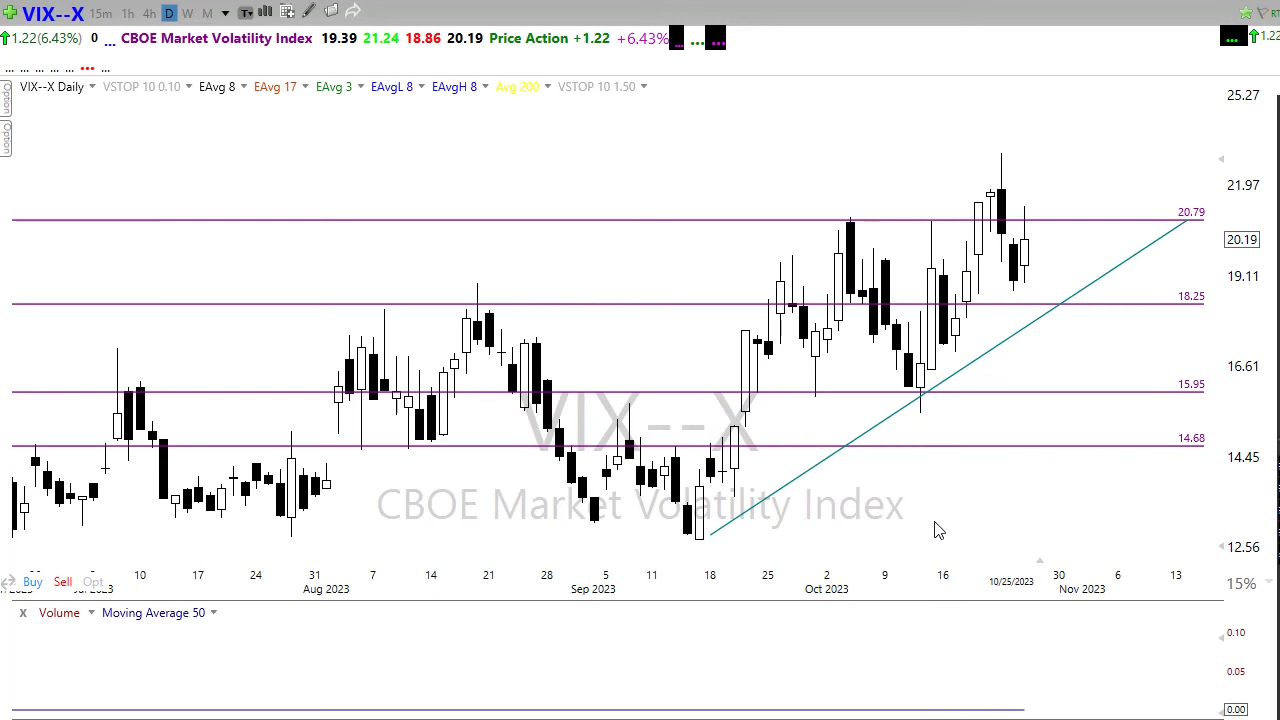 VIX--X 15m 1h 4h D W M T RT
1.22(6.43%) 0 ... CBOE Market Volatility Index 19.39 21.24 18.86 20.19 Price Action +1.22 +6.43% ... ... ... ... 1.22
... ... ... ... ... ... ...
VIX--X Daily VSTOP 10 0.10 EAvg 8 EAvg 17 EAvg 3 EAvgL 8 EAvgH 8 Avg 200 VSTOP 10 1.50
Option
Option
25.27
21.97
20.79
20.19
19.11
18.25
16.61
15.95
14.68
14.45
12.56
VIX--X
CBOE Market Volatility Index
10 17 24 31 7 14 21 28 5 11 18 25 2 9 16 10/25/2023 30 6 13
Buy Sell Opt
Aug 2023 Sep 2023 Oct 2023 Nov 2023
15%
X Volume Moving Average 50
0.10
0.05
0.00